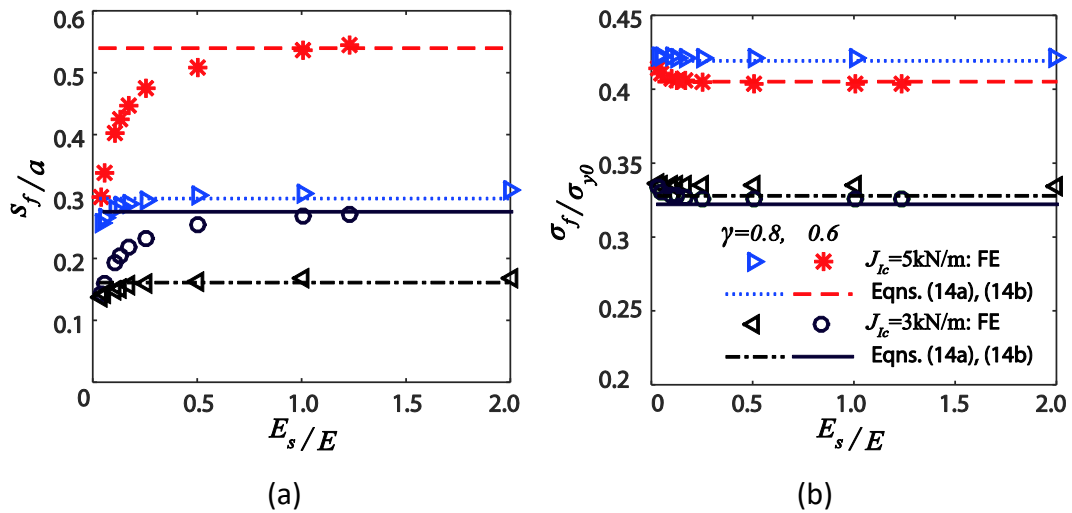 0.6
0.5
0.4
0.3
0.2
0.1
0
0.5
1.0
1.5
2.0
s_f/a
E_s/E
(a)
0.45
0.4
0.35
0.3
0.25
0.2
0
0.5
1.0
1.5
2.0
σ_f/σ_y0
E_s/E
γ=0.8, 0.6
J_Ic=5kN/m: FE
Eqns. (14a), (14b)
J_Ic=3kN/m: FE
Eqns. (14a), (14b)
(b)